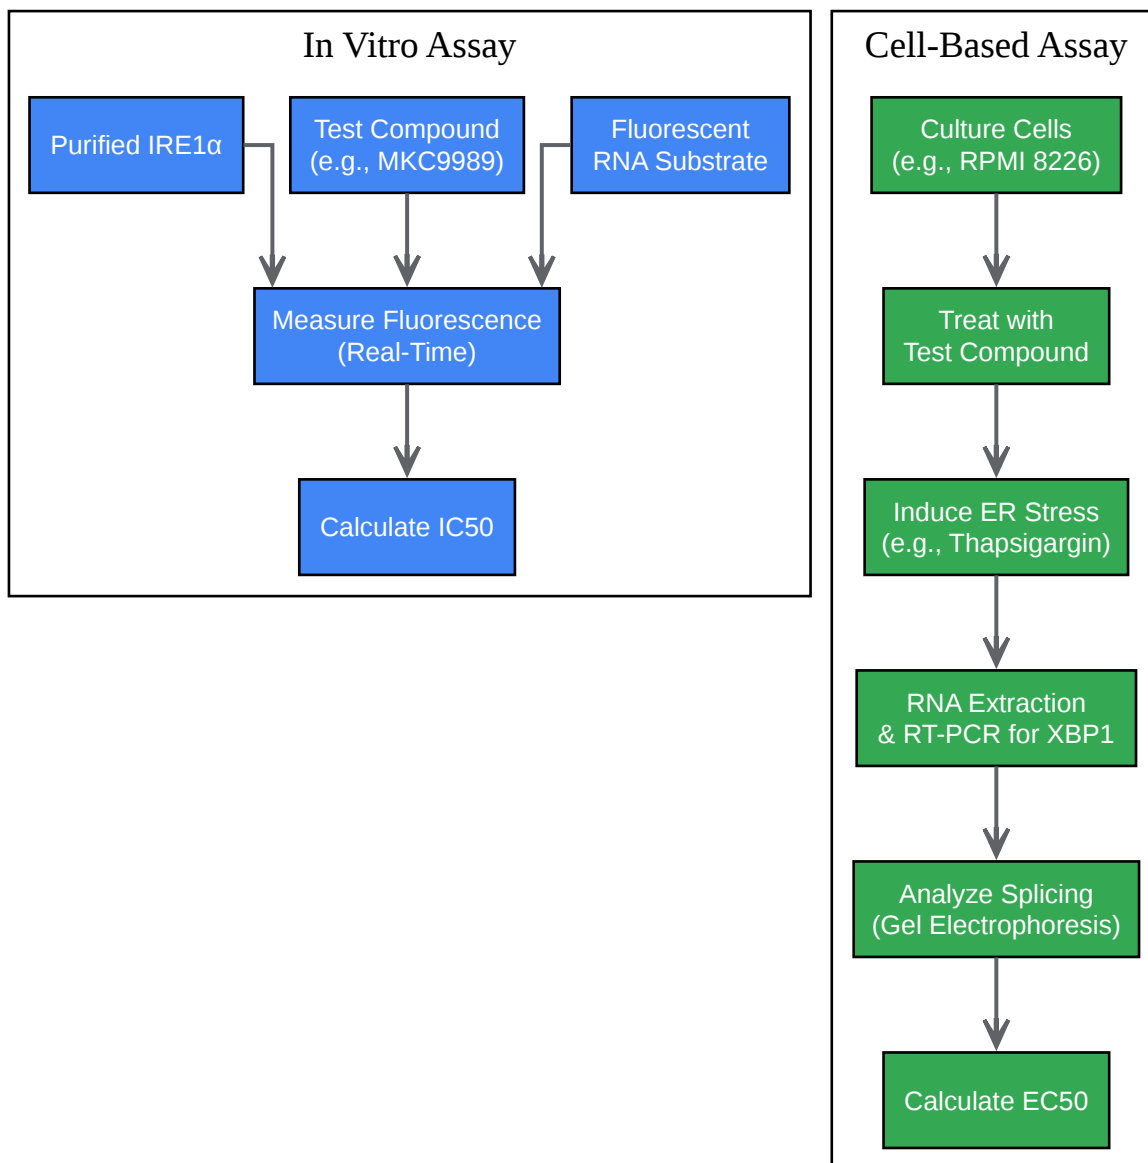 In Vitro Assay
Purified IRE1α
Test Compound
(e.g., MKC9989)
Fluorescent
RNA Substrate
Measure Fluorescence
(Real-Time)
Calculate IC50
Cell-Based Assay
Culture Cells
(e.g., RPMI 8226)
Treat with
Test Compound
Induce ER Stress
(e.g., Thapsigargin)
RNA Extraction
& RT-PCR for XBP1
Analyze Splicing
(Gel Electrophoresis)
Calculate EC50